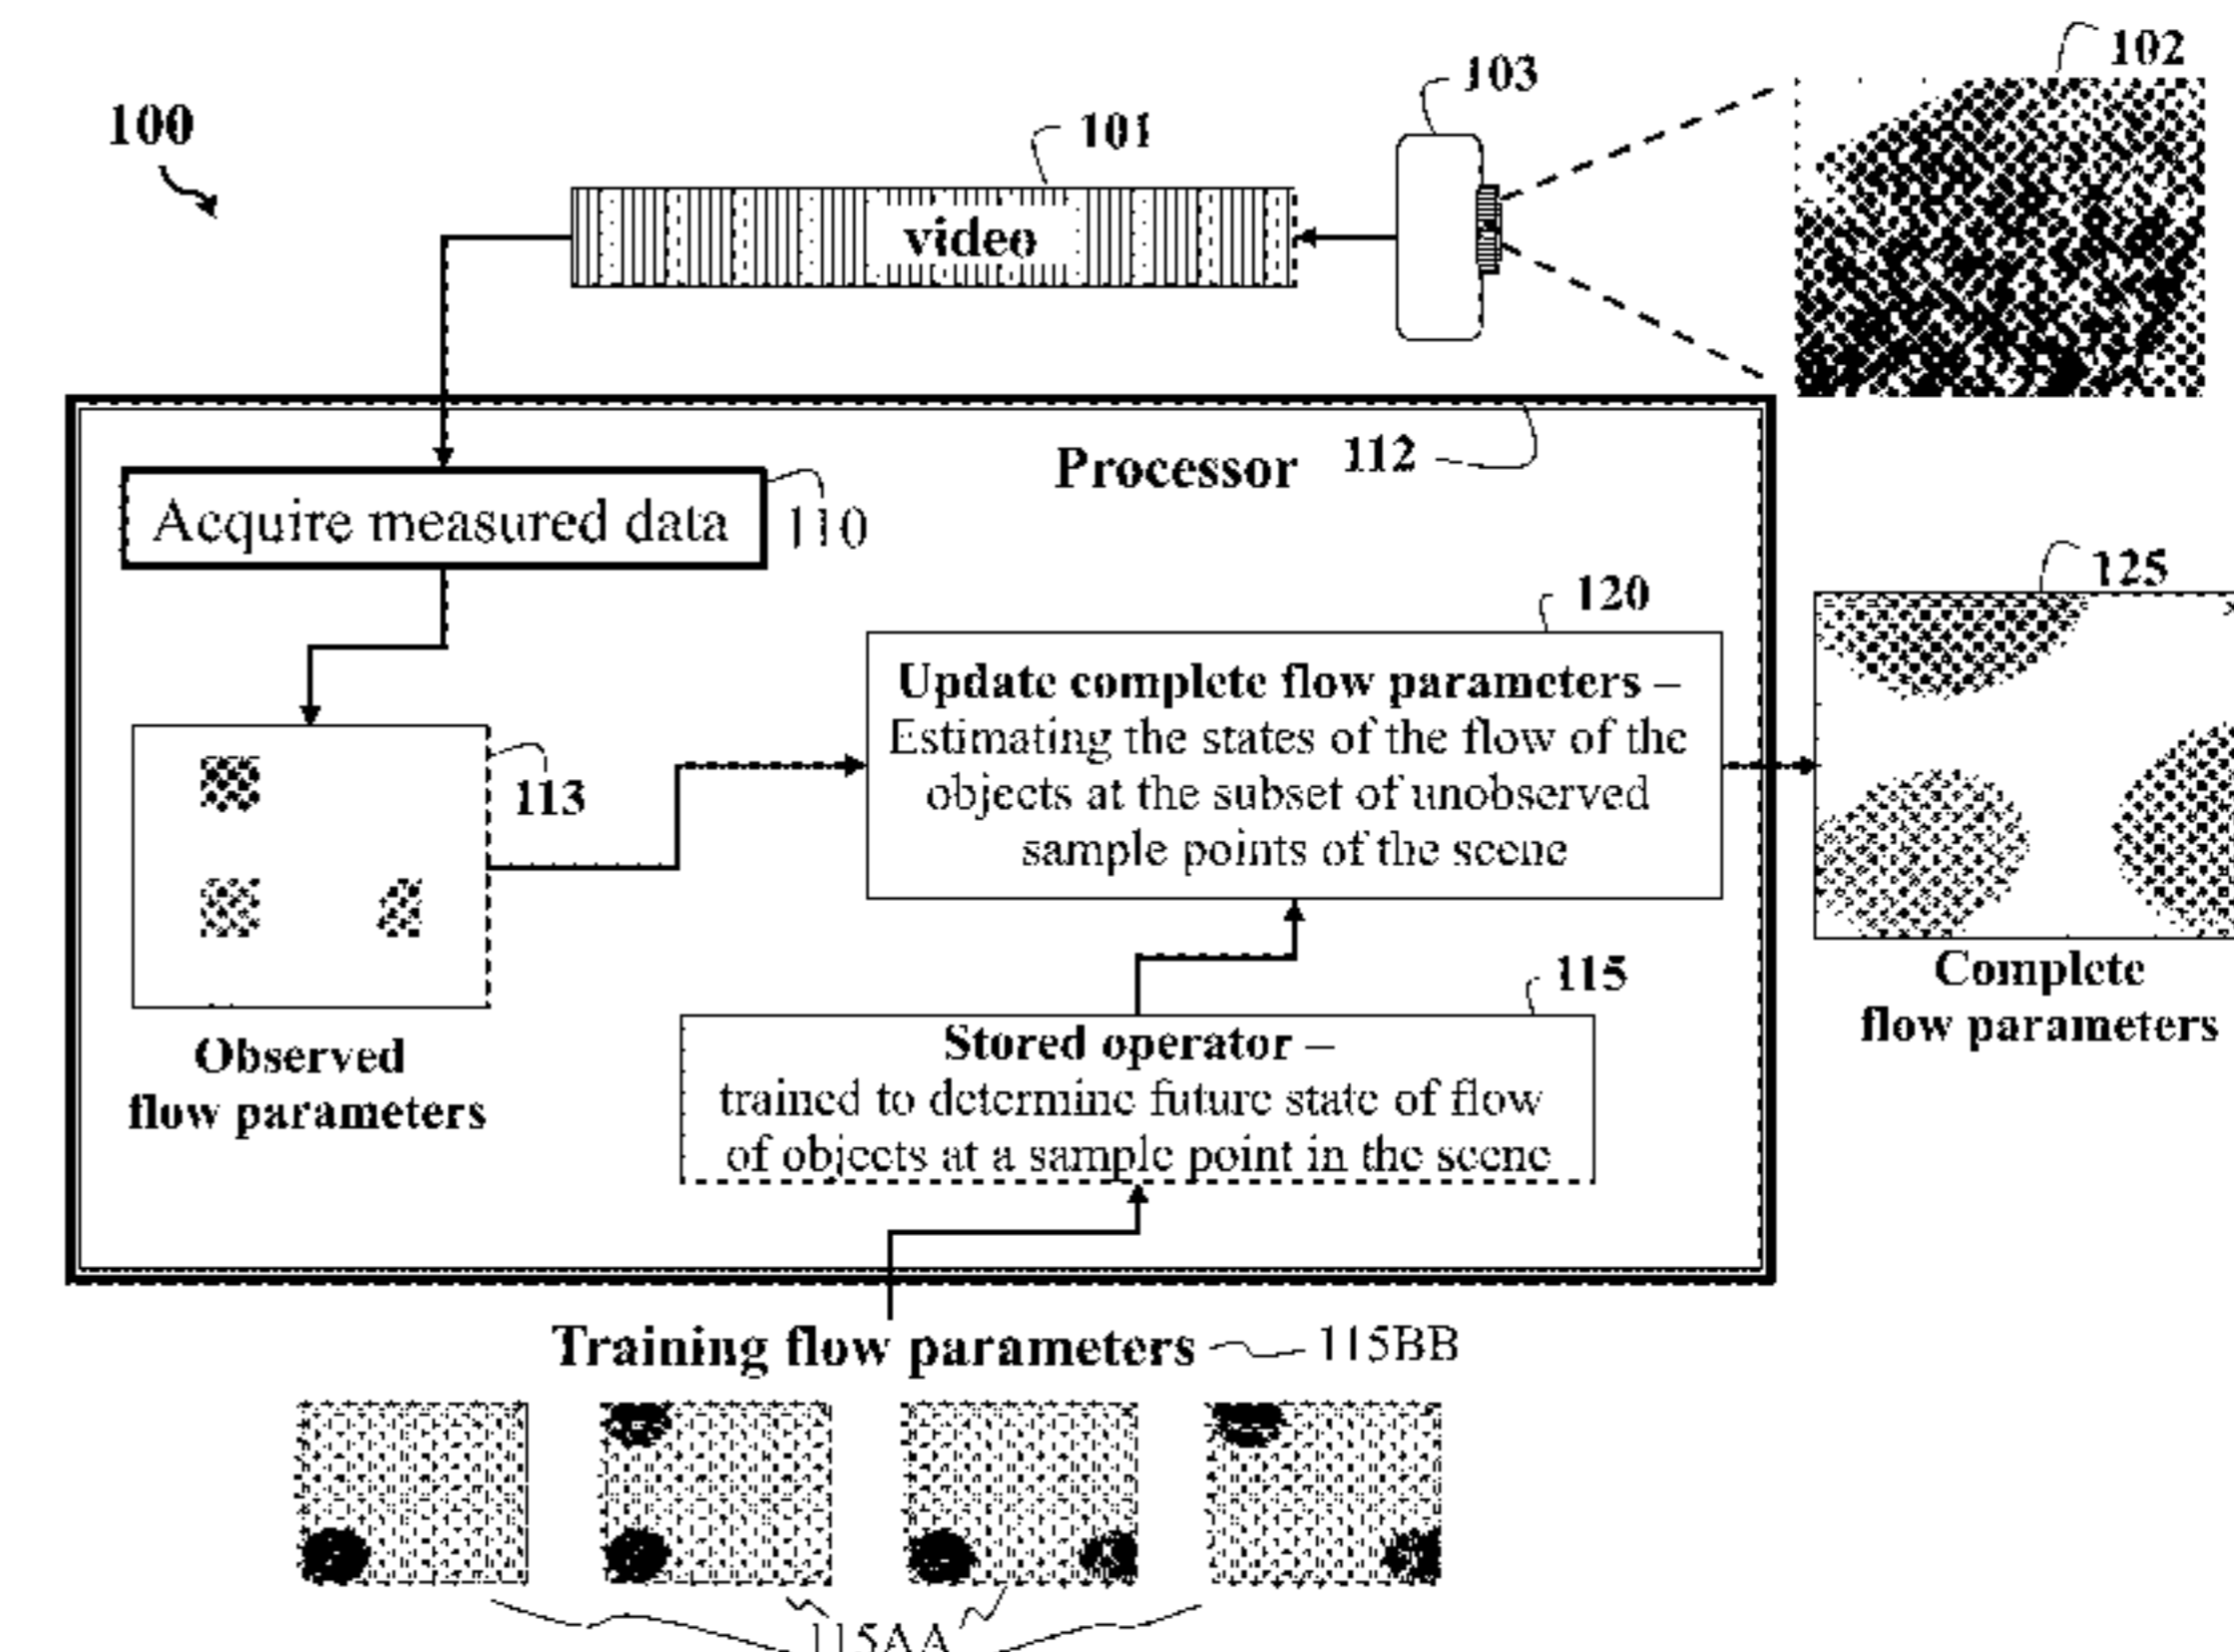 102
103
101
100
video
Processor 112
Acquire measured data
110
125
120
Update complete flow parameters –
Estimating the states of the flow of the
objects at the subset of unobserved
sample points of the scene
113
Complete
flow parameters
115
Observed
flow parameters
Stored operator –
trained to determine future state of flow
of objects at a sample point in the scene
Training flow parameters 115BB
115AA